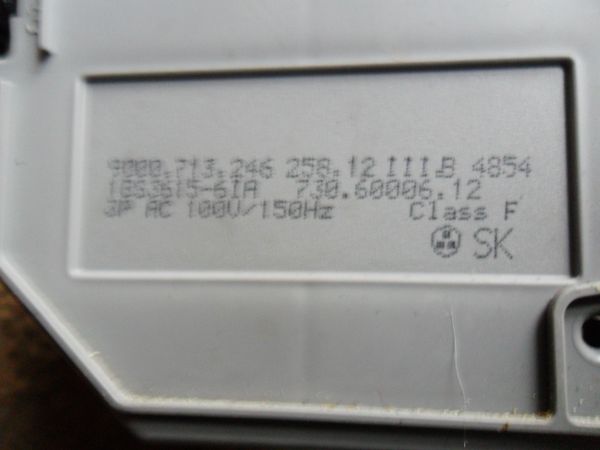 9000.713.246 258.12 III.B 4854
1BS3615-6IA 730.60006.12
3P AC 100V/150Hz Class F
SK